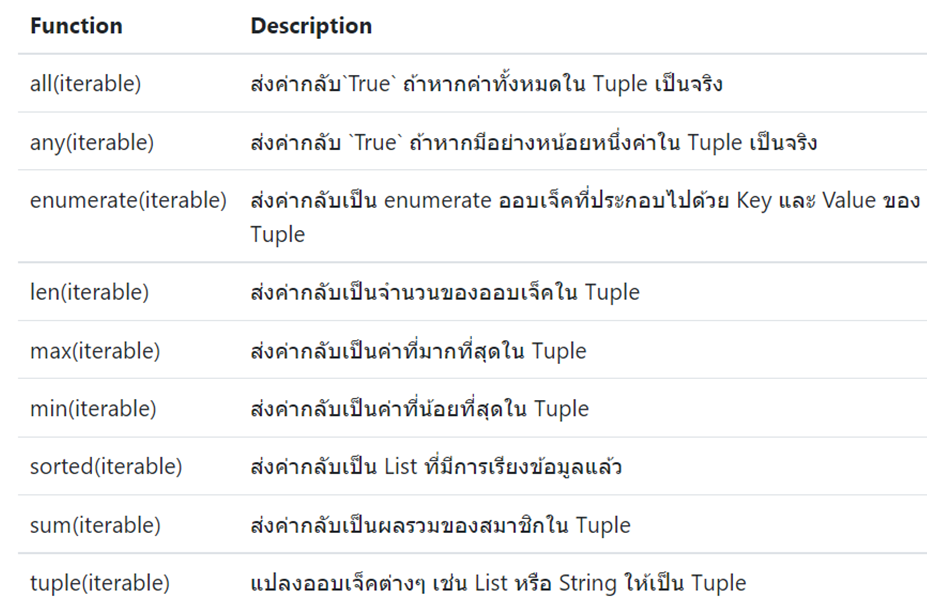 Function Description
all(iterable) ส่งค่ากลับ`True` ถ้าหากค่าทั้งหมดใน Tuple เป็นจริง
any(iterable) ส่งค่ากลับ `True` ถ้าหากมีอย่างหน้อยหนึ่งค่าใน Tuple เป็นจริง
enumerate(iterable) ส่งค่ากลับเป็น enumerate ออบเจ็คที่ประกอบไปด้วย Key และ Value ของ
Tuple
len(iterable) ส่งค่ากลับเป็นจำนวนของออบเจ็คใน Tuple
max(iterable) ส่งค่ากลับเป็นค่าที่มากที่สุดใน Tuple
min(iterable) ส่งค่ากลับเป็นค่าที่น้อยที่สุดใน Tuple
sorted(iterable) ส่งค่ากลับเป็น List ที่มีการเรียงข้อมูลแล้ว
sum(iterable) ส่งค่ากลับเป็นผลรวมของสมาชิกใน Tuple
tuple(iterable) แปลงออบเจ็คต่างๆ เช่น List หรือ String ให้เป็น Tuple